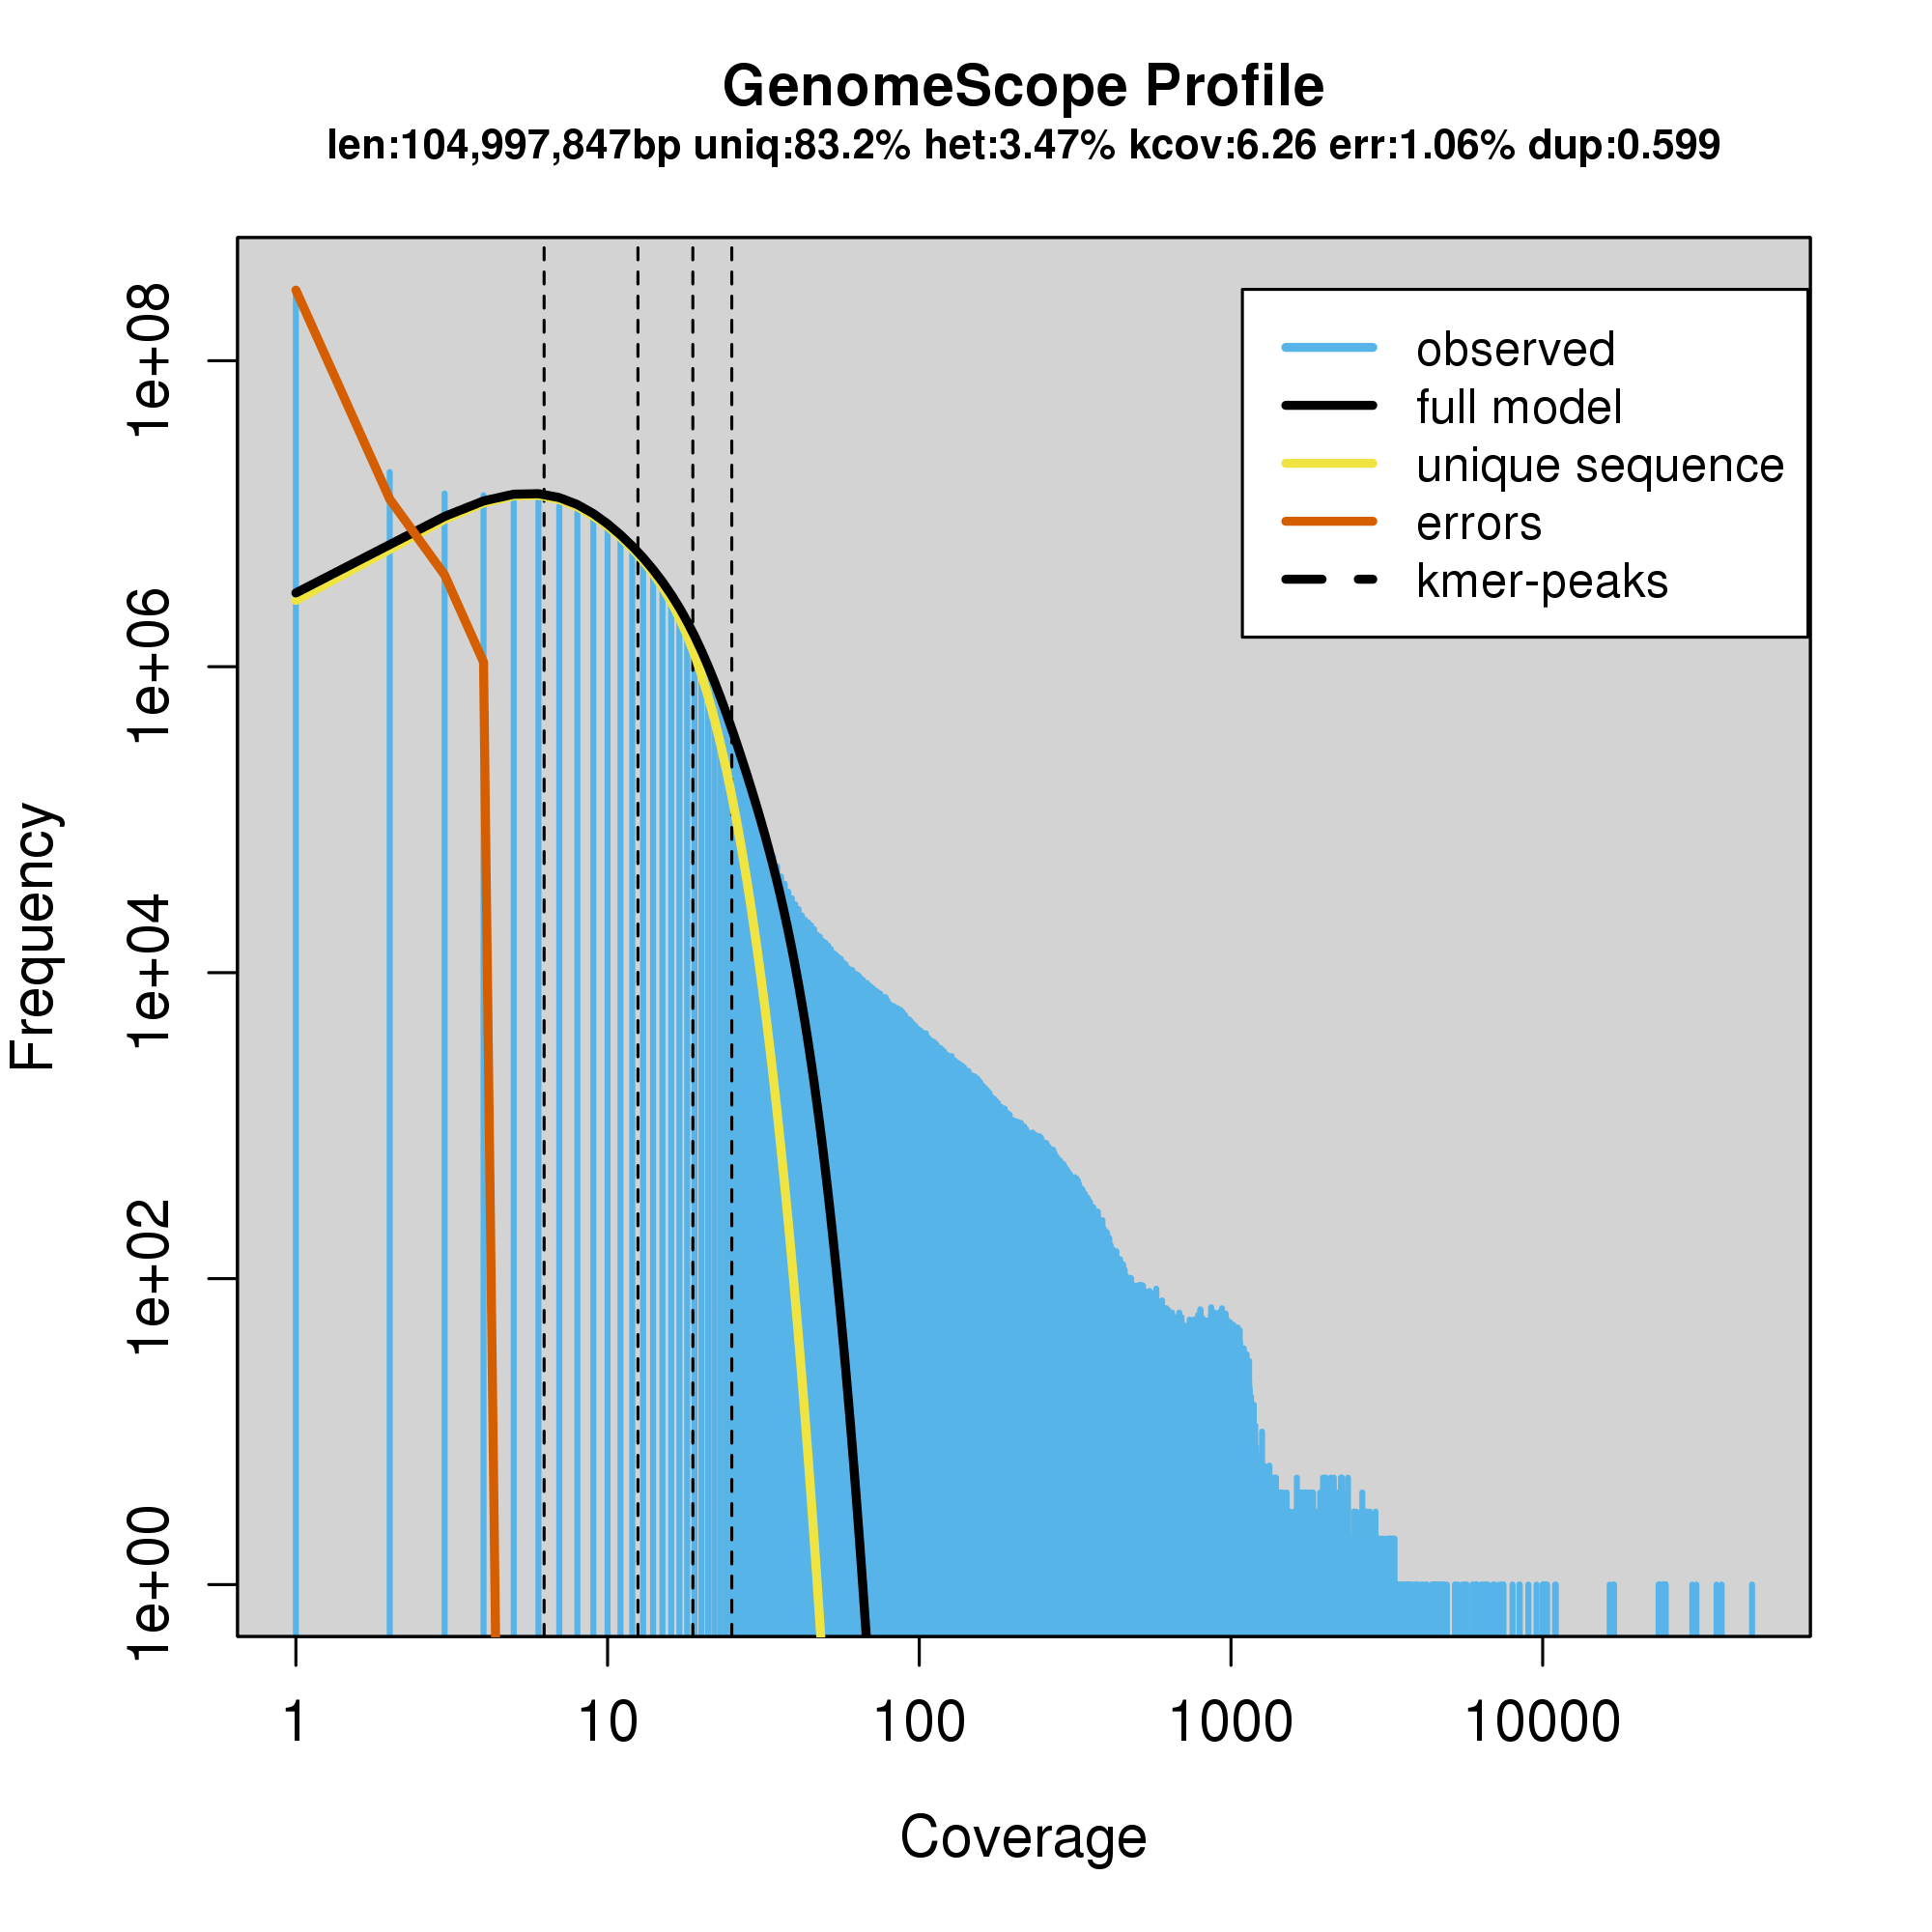 GenomeScope Profile
len:104,997,847bp uniq:83.2% het:3.47% kcov:6.26 err:1.06% dup:0.599
observed
full model
unique sequence
errors
kmer-peaks
Frequency
1e+08
1e+06
1e+04
1e+02
1e+00
1 10 100 1000 10000
Coverage